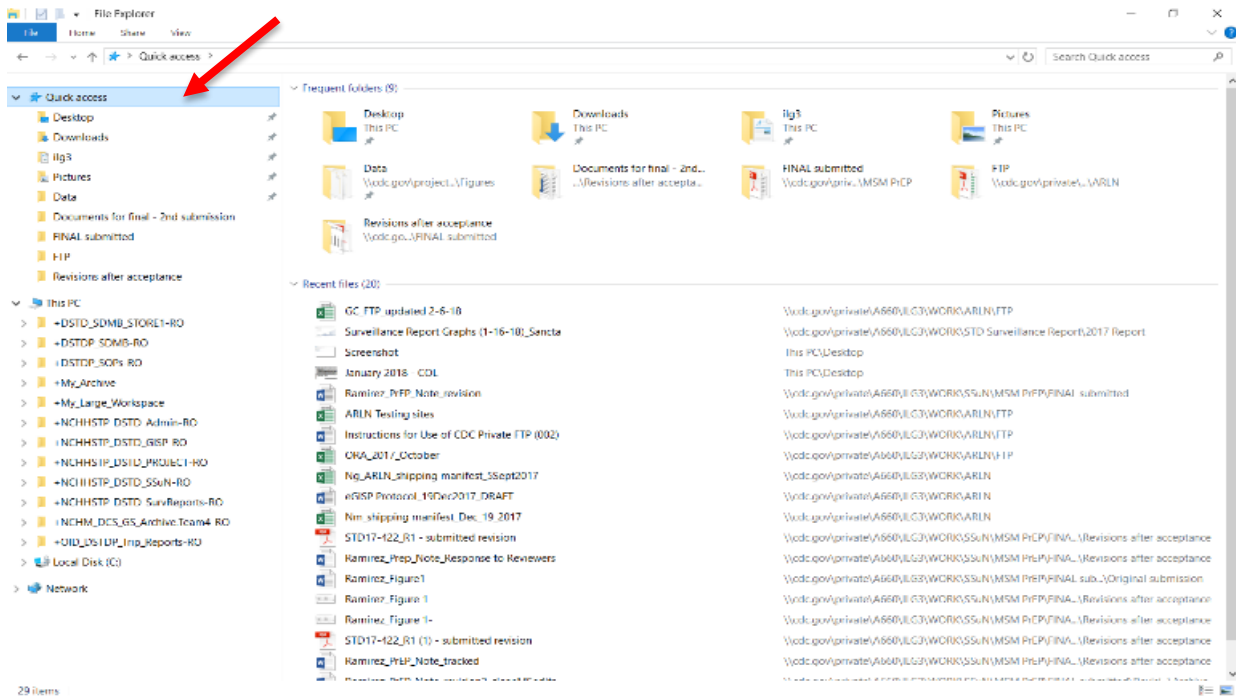 File Explorer
File Home Share View
Quick access
Search Quick access
Quick access
Desktop
Downloads
ilg3
Pictures
Data
Documents for final - 2nd submission
FINAL submitted
FTP
Revisions after acceptance
This PC
+DSTD_SDMB_STORE1-RO
+DSTDP_SDMB-RO
+DSTDP_SOPs-RO
+My_Archive
+My_Large_Workspace
+NCHHSTP_DSTD_Admin-RO
+NCHHSTP_DSTD_GISP-RO
+NCHHSTP_DSTD_PROJECT-RO
+NCHHSTP_DSTD_SSuN-RO
+NCHHSTP_DSTD_SurvReports-RO
+NCHM_DCS_GS_Archive.Team4-RO
+OID_DSTDP_Trip_Reports-RO
Local Disk (C:)
Network
Frequent folders (9)
Desktop
This PC
Downloads
This PC
ilg3
This PC
Pictures
This PC
Data
\\cdc.gov\project...\Figures
Documents for final - 2nd...
...\Revisions after accepta...
FINAL submitted
\\cdc.gov\priv...\MSM PrEP
FTP
\\cdc.gov\private\...\ARLN
Revisions after acceptance
\\cdc.go...\FINAL submitted
Recent files (20)
GC_FTP_updated 2-6-18 \\cdc.gov\private\A660\ILG3\WORK\ARLN\FTP
Surveillance Report Graphs (1-16-18)_Sancta \\cdc.gov\private\A660\ILG3\WORK\STD Surveillance Report\2017 Report
Screenshot This PC\Desktop
January 2018 - COL This PC\Desktop
Ramirez_PrEP_Note_revision \\cdc.gov\private\A660\ILG3\WORK\SSuN\MSM PrEP\FINAL submitted
ARLN Testing sites \\cdc.gov\private\A660\ILG3\WORK\ARLN\FTP
Instructions for Use of CDC Private FTP (002) \\cdc.gov\private\A660\ILG3\WORK\ARLN\FTP
ORA_2017_October \\cdc.gov\private\A660\ILG3\WORK\ARLN\FTP
Ng_ARLN_shipping manifest_5Sept2017 \\cdc.gov\private\A660\ILG3\WORK\ARLN
eGISP Protocol_19Dec2017_DRAFT \\cdc.gov\private\A660\ILG3\WORK\ARLN
Nm_shipping manifest_Dec_19_2017 \\cdc.gov\private\A660\ILG3\WORK\ARLN
STD17-422_R1 - submitted revision \\cdc.gov\private\A660\ILG3\WORK\SSuN\MSM PrEP\FINA...\Revisions after acceptance
Ramirez_Prep_Note_Response to Reviewers \\cdc.gov\private\A660\ILG3\WORK\SSuN\MSM PrEP\FINA...\Revisions after acceptance
Ramirez_Figure1 \\cdc.gov\private\A660\ILG3\WORK\SSuN\MSM PrEP\FINAL sub...\Original submission
Ramirez_Figure 1 \\cdc.gov\private\A660\ILG3\WORK\SSuN\MSM PrEP\FINA...\Revisions after acceptance
Ramirez_Figure 1- \\cdc.gov\private\A660\ILG3\WORK\SSuN\MSM PrEP\FINA...\Revisions after acceptance
STD17-422_R1 (1) - submitted revision \\cdc.gov\private\A660\ILG3\WORK\SSuN\MSM PrEP\FINA...\Revisions after acceptance
Ramirez_PrEP_Note_tracked \\cdc.gov\private\A660\ILG3\WORK\SSuN\MSM PrEP\FINA...\Revisions after acceptance
29 items